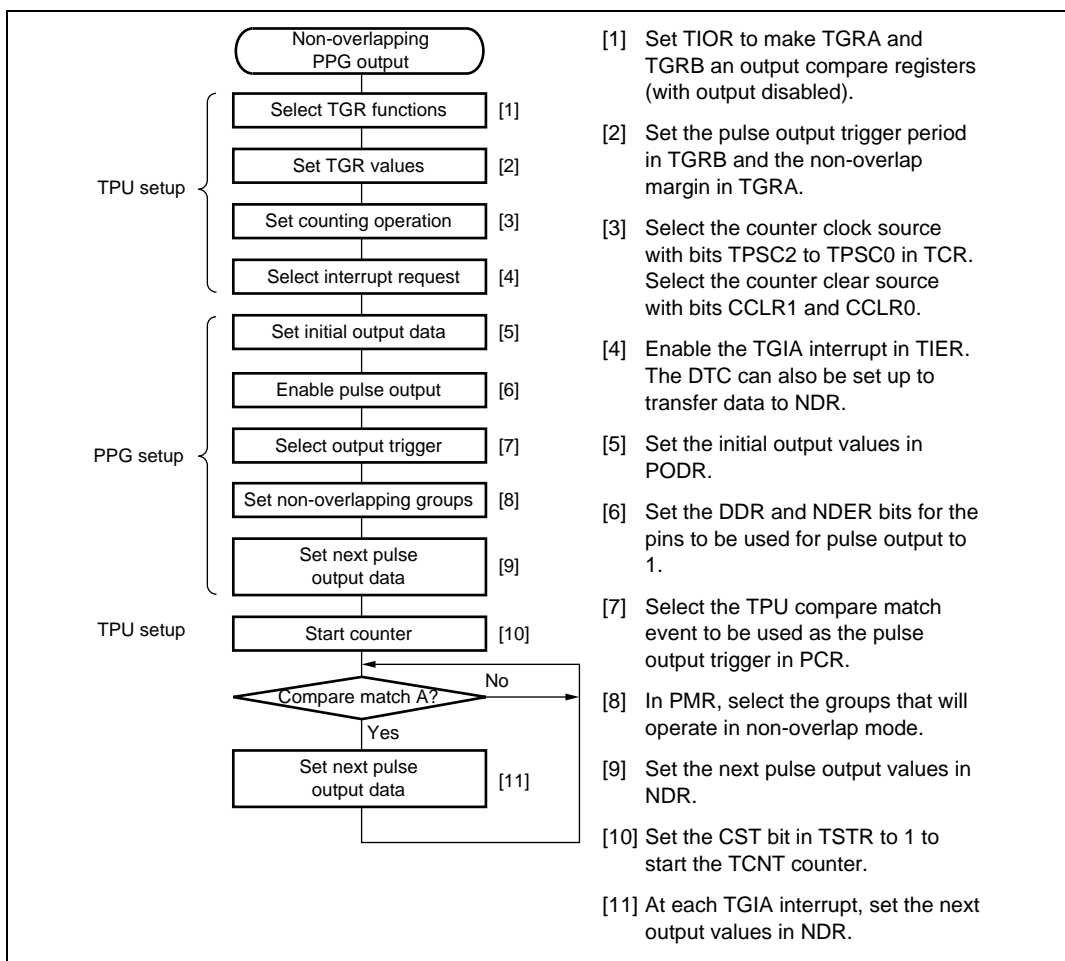 Non-overlapping
PPG output
Select TGR functions
[1]
Set TGR values
[2]
TPU setup
Set counting operation
[3]
Select interrupt request
[4]
Set initial output data
[5]
Enable pulse output
[6]
PPG setup
Select output trigger
[7]
Set non-overlapping groups
[8]
Set next pulse
output data
[9]
TPU setup
Start counter
[10]
Compare match A?
No
Yes
Set next pulse
output data
[11]
[1] Set TIOR to make TGRA and
TGRB an output compare registers
(with output disabled).
[2] Set the pulse output trigger period
in TGRB and the non-overlap
margin in TGRA.
[3] Select the counter clock source
with bits TPSC2 to TPSC0 in TCR.
Select the counter clear source
with bits CCLR1 and CCLR0.
[4] Enable the TGIA interrupt in TIER.
The DTC can also be set up to
transfer data to NDR.
[5] Set the initial output values in
PODR.
[6] Set the DDR and NDER bits for the
pins to be used for pulse output to
1.
[7] Select the TPU compare match
event to be used as the pulse
output trigger in PCR.
[8] In PMR, select the groups that will
operate in non-overlap mode.
[9] Set the next pulse output values in
NDR.
[10] Set the CST bit in TSTR to 1 to
start the TCNT counter.
[11] At each TGIA interrupt, set the next
output values in NDR.